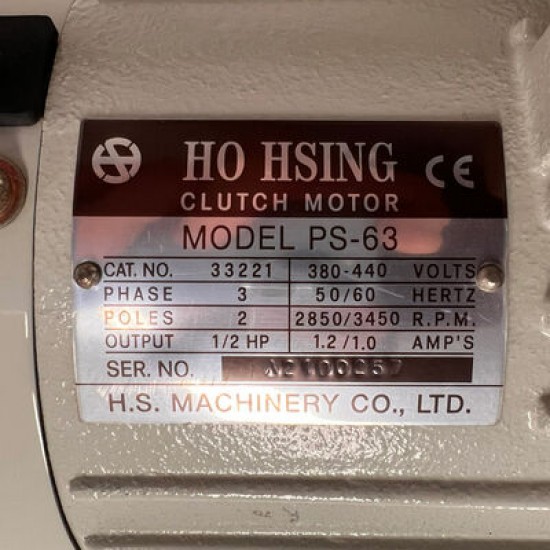 HO HSING CE
CLUTCH MOTOR
MODEL PS-63
CAT. NO. 33221 380-440 VOLTS
PHASE 3 50/60 HERTZ
POLES 2 2850/3450 R.P.M.
OUTPUT 1/2 HP 1.2/1.0 AMP'S
SER. NO. A2100257
H.S. MACHINERY CO., LTD.